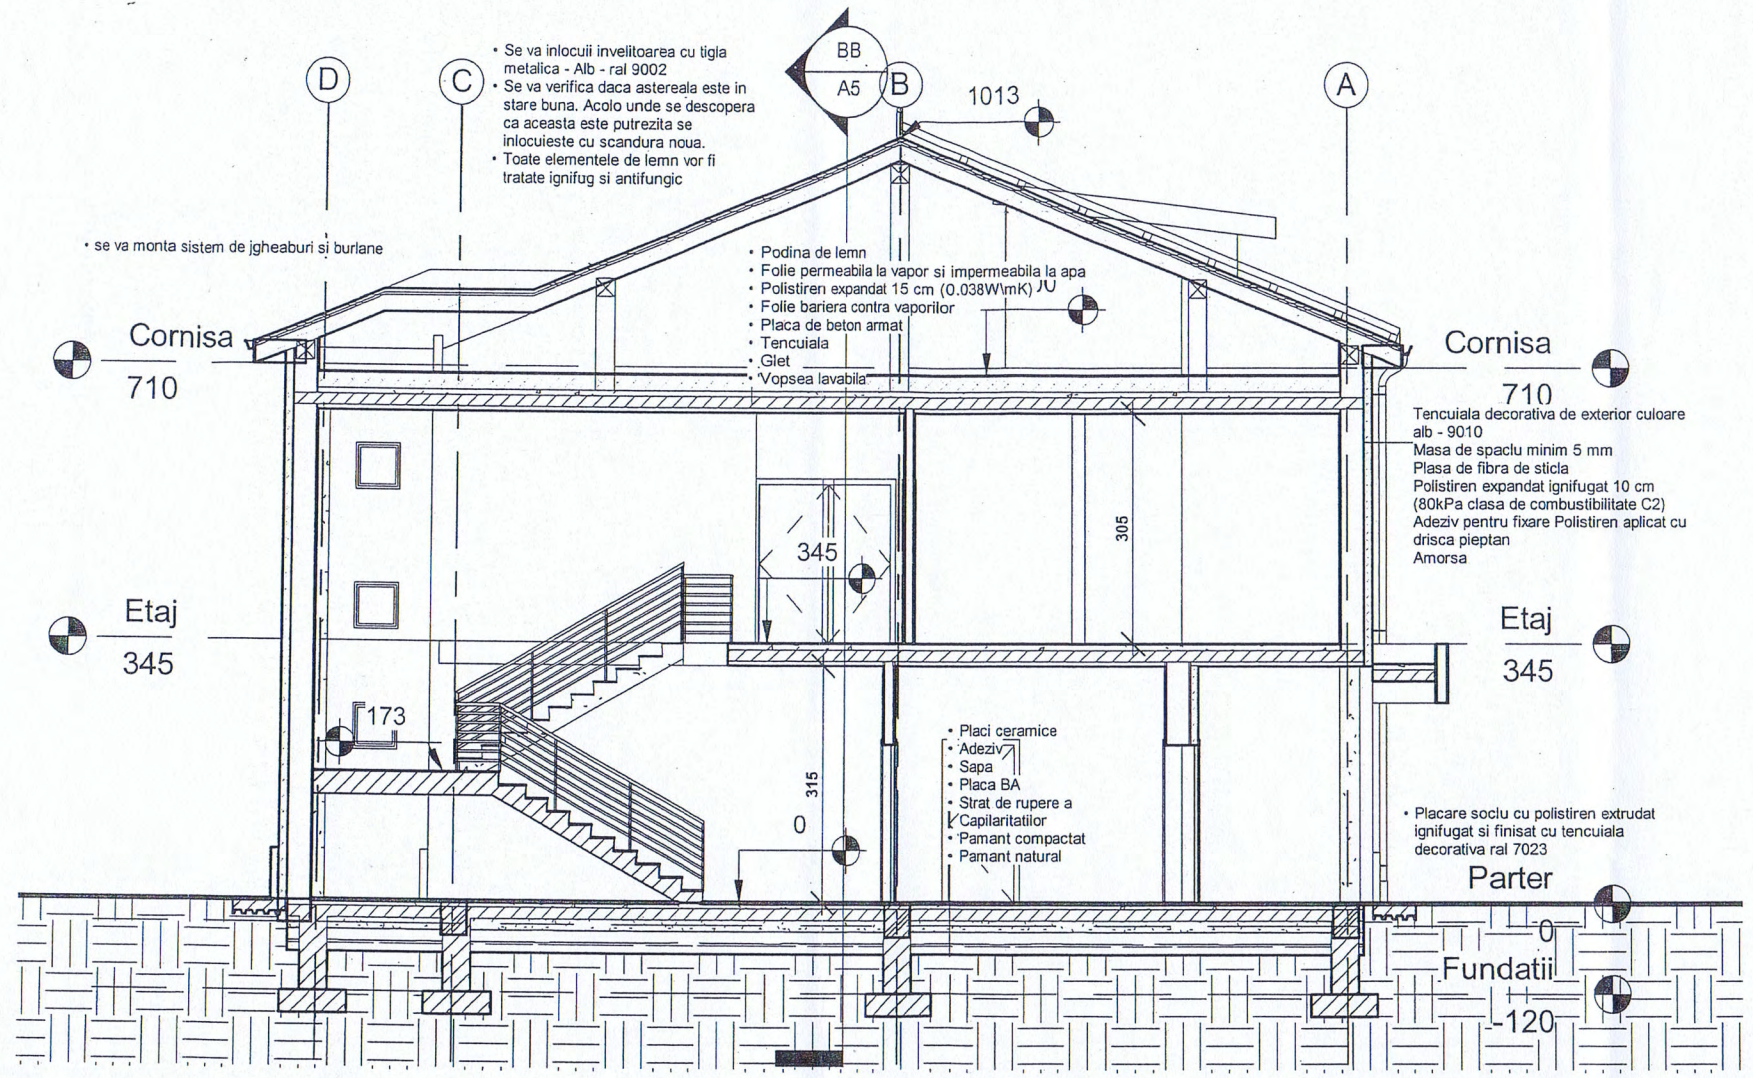 BB
A5
D
C
B
A
1013
• Se va inlocuii invelitoarea cu tigla
metalica - Alb - ral 9002
• Se va verifica daca astereala este in
stare buna. Acolo unde se descopera
ca aceasta este putrezita se
inlocuieste cu scandura noua.
• Toate elementele de lemn vor fi
tratate ignifug si antifungic
• se va monta sistem de jgheaburi si burlane
• Podina de lemn
• Folie permeabila la vapor si impermeabila la apa
• Polistiren expandat 15 cm (0.038W\mK)
• Folie bariera contra vaporilor
• Placa de beton armat
• Tencuiala
• Glet
• Vopsea lavabila
Cornisa
710
Cornisa
710
Tencuiala decorativa de exterior culoare
alb - 9010
Masa de spaclu minim 5 mm
Plasa de fibra de sticla
Polistiren expandat ignifugat 10 cm
(80kPa clasa de combustibilitate C2)
Adeziv pentru fixare Polistiren aplicat cu
drisca pieptan
Amorsa
305
345
Etaj
345
Etaj
345
173
315
0
• Placi ceramice
• Adeziv
• Sapa
• Placa BA
• Strat de rupere a
Capilaritatilor
• Pamant compactat
• Pamant natural
• Placare soclu cu polistiren extrudat
ignifugat si finisat cu tencuiala
decorativa ral 7023
Parter
0
Fundatii
-120